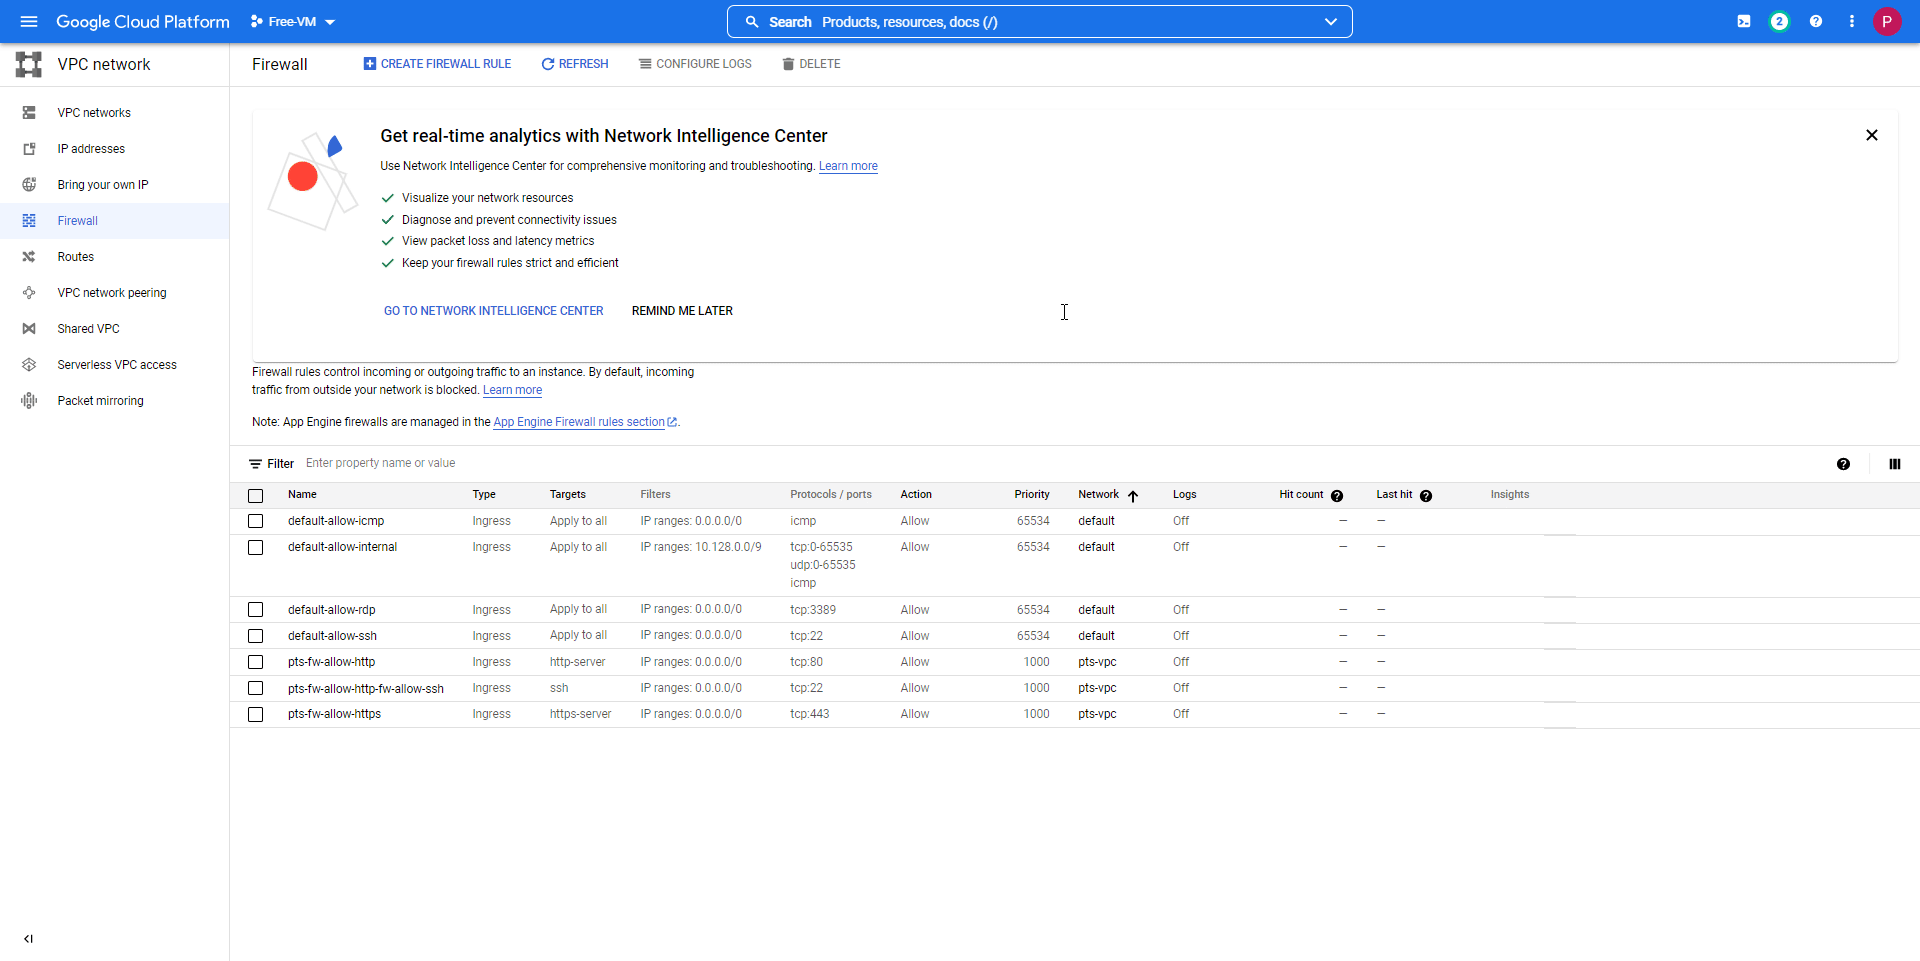 Google Cloud Platform Free-VM Search Products, resources, docs (/) 2 P
VPC network
Firewall CREATE FIREWALL RULE REFRESH CONFIGURE LOGS DELETE
VPC networks
IP addresses
Bring your own IP
Firewall
Routes
VPC network peering
Shared VPC
Serverless VPC access
Packet mirroring
Get real-time analytics with Network Intelligence Center
Use Network Intelligence Center for comprehensive monitoring and troubleshooting. Learn more
Visualize your network resources
Diagnose and prevent connectivity issues
View packet loss and latency metrics
Keep your firewall rules strict and efficient
GO TO NETWORK INTELLIGENCE CENTER REMIND ME LATER
Firewall rules control incoming or outgoing traffic to an instance. By default, incoming
traffic from outside your network is blocked. Learn more
Note: App Engine firewalls are managed in the App Engine Firewall rules section.
Filter Enter property name or value
Name Type Targets Filters Protocols / ports Action Priority Network Logs Hit count Last hit Insights
default-allow-icmp Ingress Apply to all IP ranges: 0.0.0.0/0 icmp Allow 65534 default Off — —
default-allow-internal Ingress Apply to all IP ranges: 10.128.0.0/9 tcp:0-65535 Allow 65534 default Off — —
udp:0-65535
icmp
default-allow-rdp Ingress Apply to all IP ranges: 0.0.0.0/0 tcp:3389 Allow 65534 default Off — —
default-allow-ssh Ingress Apply to all IP ranges: 0.0.0.0/0 tcp:22 Allow 65534 default Off — —
pts-fw-allow-http Ingress http-server IP ranges: 0.0.0.0/0 tcp:80 Allow 1000 pts-vpc Off — —
pts-fw-allow-http-fw-allow-ssh Ingress ssh IP ranges: 0.0.0.0/0 tcp:22 Allow 1000 pts-vpc Off — —
pts-fw-allow-https Ingress https-server IP ranges: 0.0.0.0/0 tcp:443 Allow 1000 pts-vpc Off — —